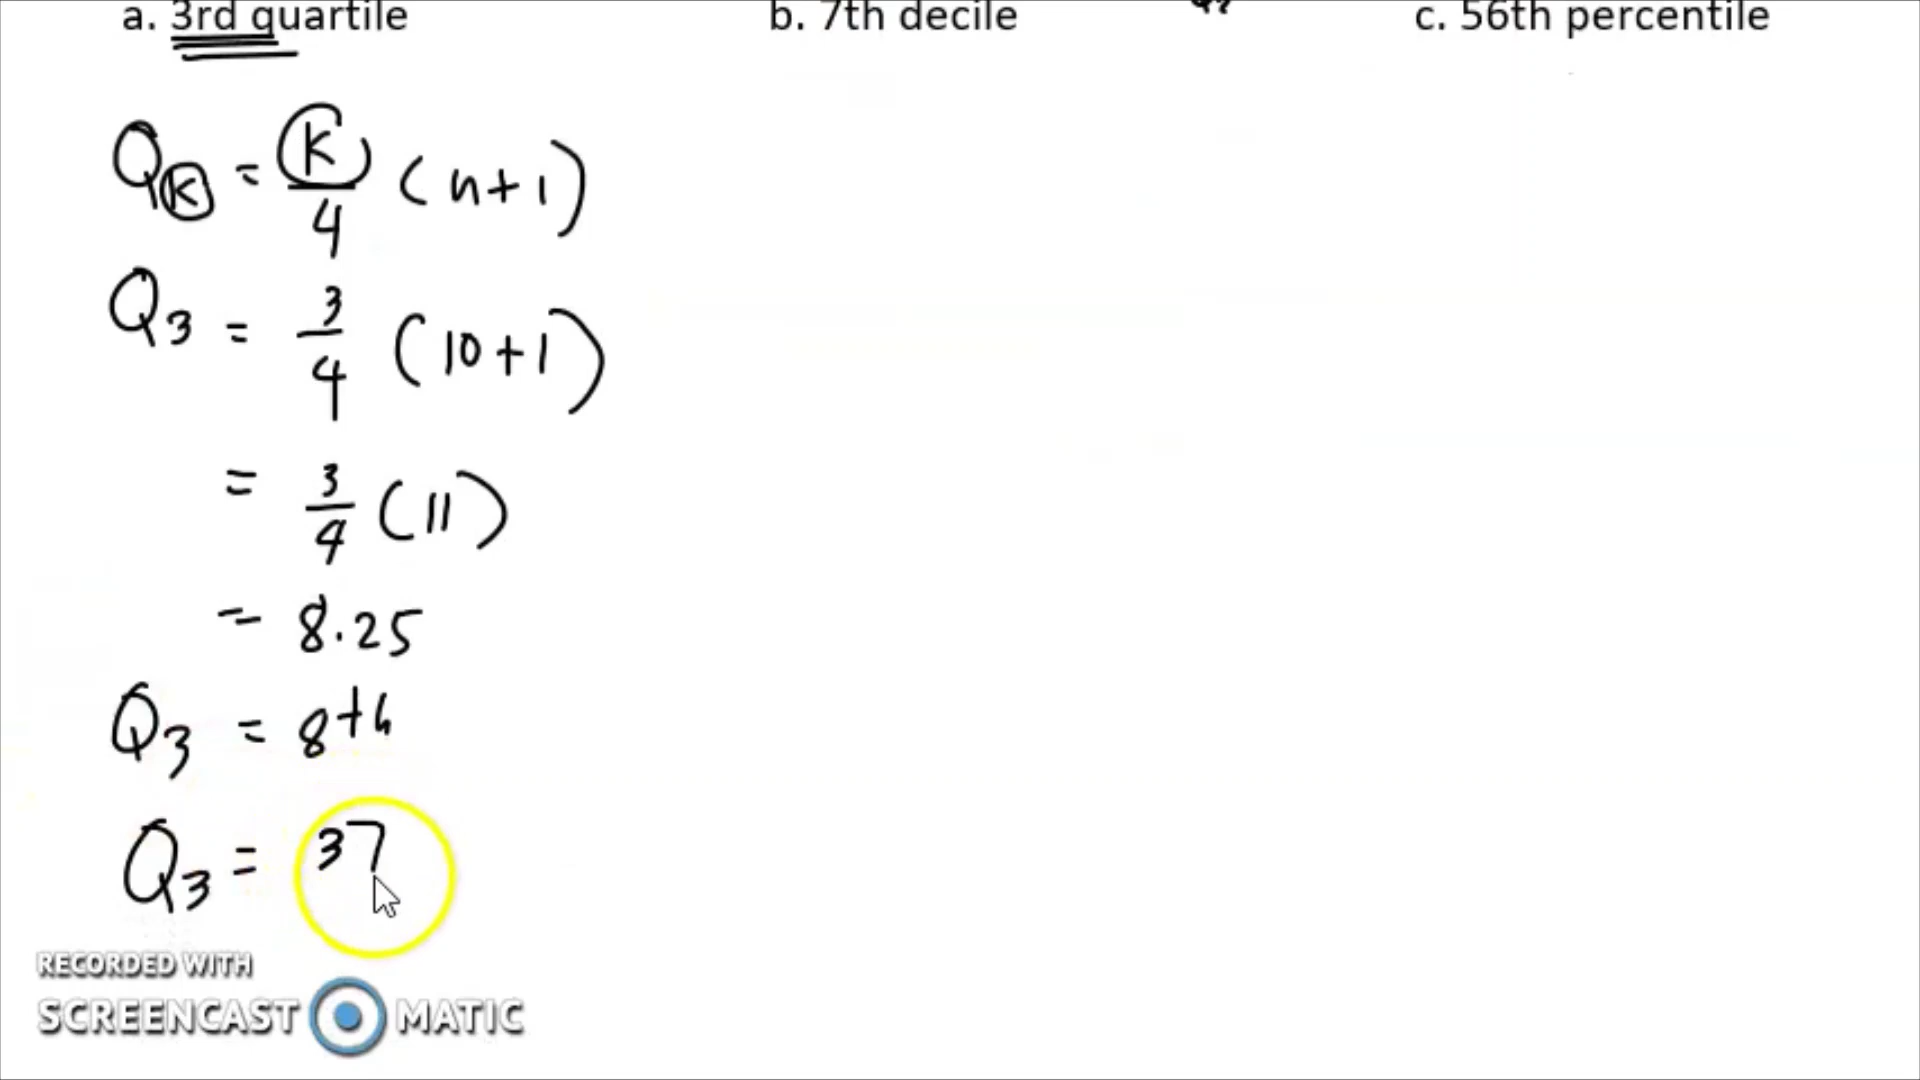 a. 3rd quartile b. 7th decile c. 56th percentile
Qk = k/4 (n+1)
Q3 = 3/4 (10+1)
= 3/4 (11)
= 8.25
Q3 = 8th
Q3 = 37
RECORDED WITH
SCREENCAST MATIC